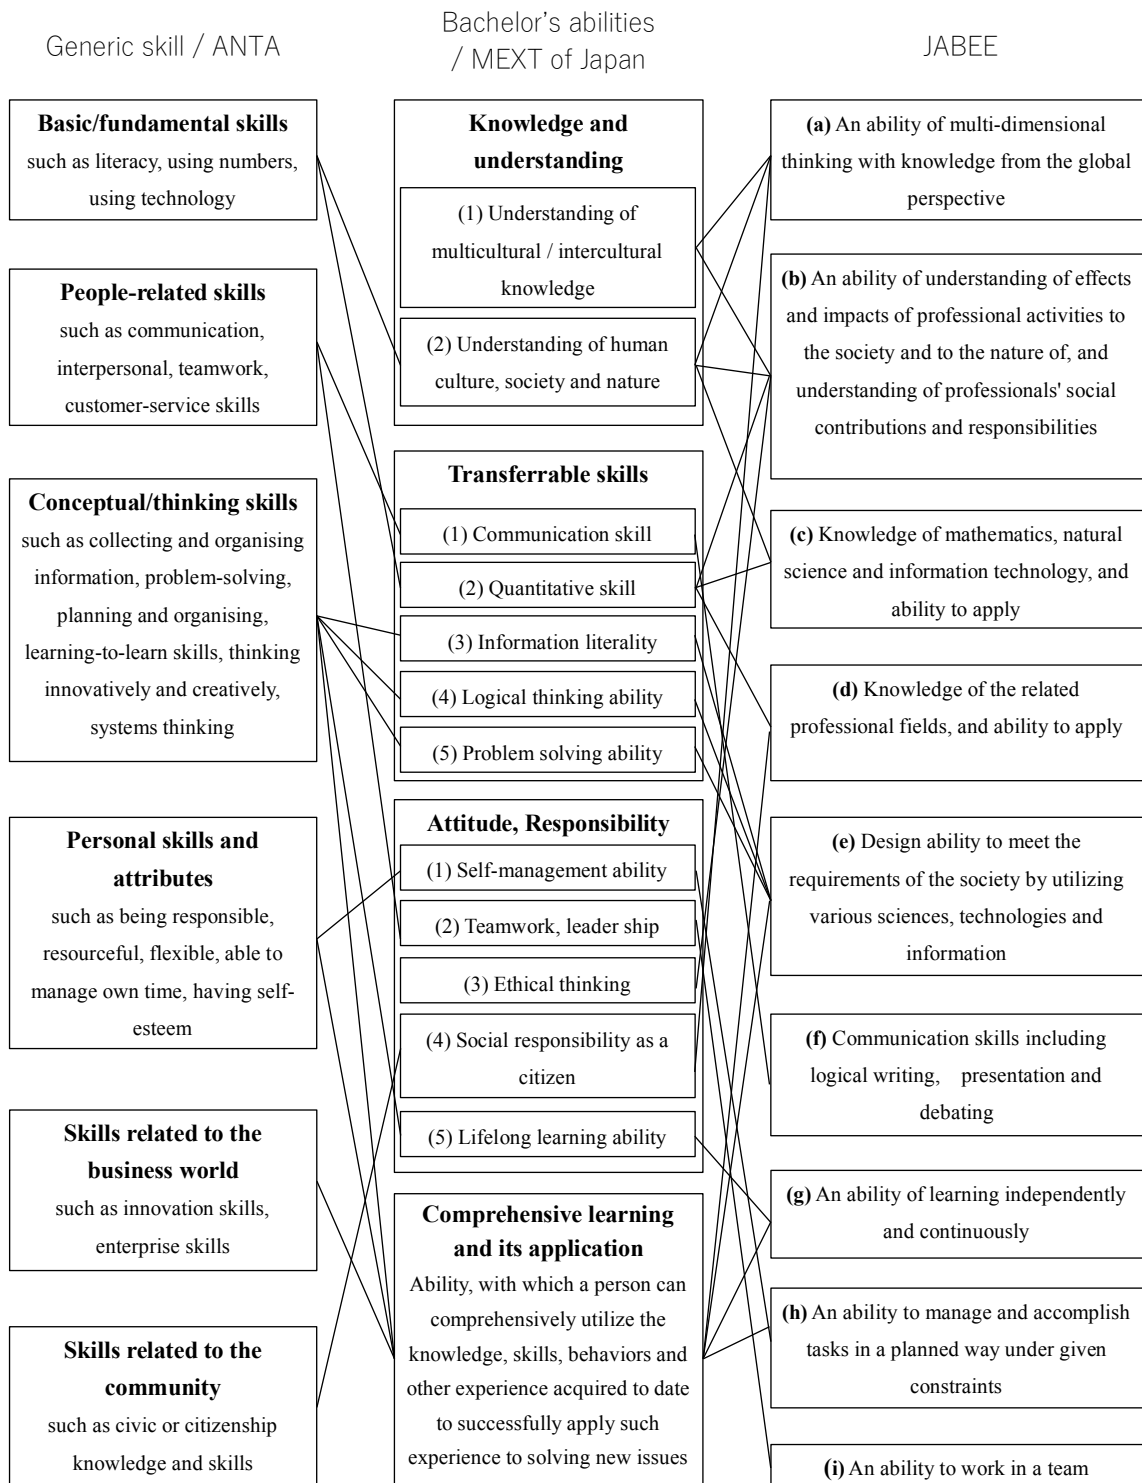 Generic skill / ANTA
Bachelor's abilities
/ MEXT of Japan
JABEE
Basic/fundamental skills
such as literacy, using numbers,
using technology
People-related skills
such as communication,
interpersonal, teamwork,
customer-service skills
Conceptual/thinking skills
such as collecting and organising
information, problem-solving,
planning and organising,
learning-to-learn skills, thinking
innovatively and creatively,
systems thinking
Personal skills and
attributes
such as being responsible,
resourceful, flexible, able to
manage own time, having self-
esteem
Skills related to the
business world
such as innovation skills,
enterprise skills
Skills related to the
community
such as civic or citizenship
knowledge and skills
Knowledge and
understanding
(1) Understanding of
multicultural / intercultural
knowledge
(2) Understanding of human
culture, society and nature
Transferrable skills
(1) Communication skill
(2) Quantitative skill
(3) Information literality
(4) Logical thinking ability
(5) Problem solving ability
Attitude, Responsibility
(1) Self-management ability
(2) Teamwork, leader ship
(3) Ethical thinking
(4) Social responsibility as a
citizen
(5) Lifelong learning ability
Comprehensive learning
and its application
Ability, with which a person can
comprehensively utilize the
knowledge, skills, behaviors and
other experience acquired to date
to successfully apply such
experience to solving new issues
(a) An ability of multi-dimensional
thinking with knowledge from the global
perspective
(b) An ability of understanding of effects
and impacts of professional activities to
the society and to the nature of, and
understanding of professionals' social
contributions and responsibilities
(c) Knowledge of mathematics, natural
science and information technology, and
ability to apply
(d) Knowledge of the related
professional fields, and ability to apply
(e) Design ability to meet the
requirements of the society by utilizing
various sciences, technologies and
information
(f) Communication skills including
logical writing, presentation and
debating
(g) An ability of learning independently
and continuously
(h) An ability to manage and accomplish
tasks in a planned way under given
constraints
(i) An ability to work in a team